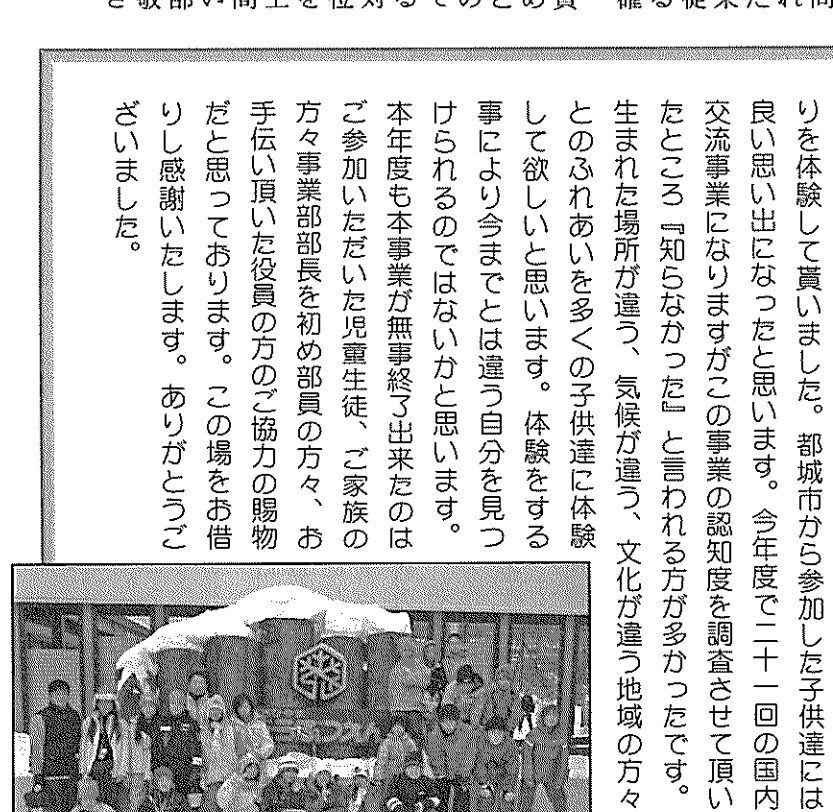 りを体験して貰いました。都城市から参加した子供達には
良い思い出になったと思います。今年度で二十一回の国内
交流事業になりますがこの事業の認知度を調査させて頂い
たところ『知らなかった』と言われる方が多かったです。
生まれた場所が違う、気候が違う、文化が違う地域の方々
とのふれあいを多くの子供達に体験
して欲しいと思います。体験をする
事により今までとは違う自分を見つ
けられるのではないかと思います。
本年度も本事業が無事終了出来たのは
ご参加いただいた児童生徒、ご家族の
方々事業部部長を初め部員の方々、お
手伝い頂いた役員の方のご協力の賜物
だと思っております。この場をお借
りし感謝いたします。ありがとうご
ざいました。